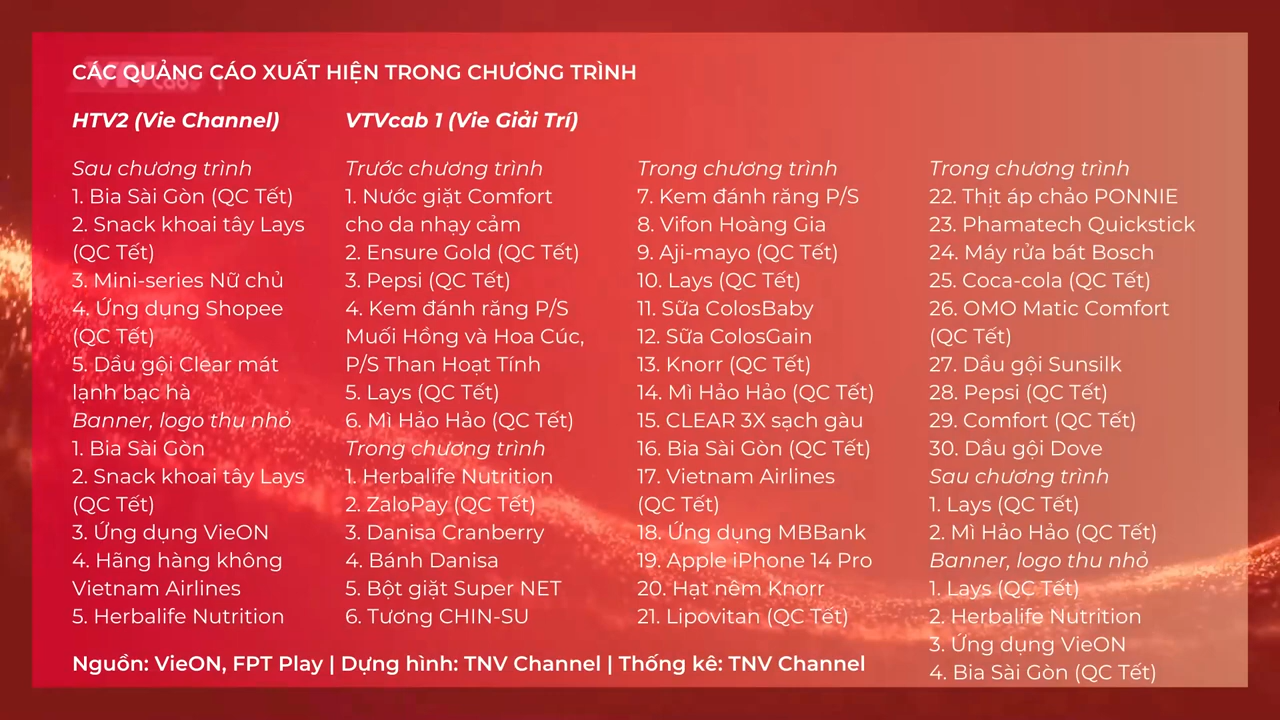 CÁC QUẢNG CÁO XUẤT HIỆN TRONG CHƯƠNG TRÌNH
HTV2 (Vie Channel)
Sau chương trình
1. Bia Sài Gòn (QC Tết)
2. Snack khoai tây Lays
(QC Tết)
3. Mini-series Nữ chủ
4. Ứng dụng Shopee
(QC Tết)
5. Dầu gội Clear mát
lạnh bạc hà
Banner, logo thu nhỏ
1. Bia Sài Gòn
2. Snack khoai tây Lays
(QC Tết)
3. Ứng dụng VieON
4. Hãng hàng không
Vietnam Airlines
5. Herbalife Nutrition
VTVcab 1 (Vie Giải Trí)
Trước chương trình
1. Nước giặt Comfort
cho da nhạy cảm
2. Ensure Gold (QC Tết)
3. Pepsi (QC Tết)
4. Kem đánh răng P/S
Muối Hồng và Hoa Cúc,
P/S Than Hoạt Tính
5. Lays (QC Tết)
6. Mì Hảo Hảo (QC Tết)
Trong chương trình
1. Herbalife Nutrition
2. ZaloPay (QC Tết)
3. Danisa Cranberry
4. Bánh Danisa
5. Bột giặt Super NET
6. Tương CHIN-SU
Trong chương trình
7. Kem đánh răng P/S
8. Vifon Hoàng Gia
9. Aji-mayo (QC Tết)
10. Lays (QC Tết)
11. Sữa ColosBaby
12. Sữa ColosGain
13. Knorr (QC Tết)
14. Mì Hảo Hảo (QC Tết)
15. CLEAR 3X sạch gàu
16. Bia Sài Gòn (QC Tết)
17. Vietnam Airlines
(QC Tết)
18. Ứng dụng MBBank
19. Apple iPhone 14 Pro
20. Hạt nêm Knorr
21. Lipovitan (QC Tết)
Trong chương trình
22. Thịt áp chảo PONNIE
23. Phamatech Quickstick
24. Máy rửa bát Bosch
25. Coca-cola (QC Tết)
26. OMO Matic Comfort
(QC Tết)
27. Dầu gội Sunsilk
28. Pepsi (QC Tết)
29. Comfort (QC Tết)
30. Dầu gội Dove
Sau chương trình
1. Lays (QC Tết)
2. Mì Hảo Hảo (QC Tết)
Banner, logo thu nhỏ
1. Lays (QC Tết)
2. Herbalife Nutrition
3. Ứng dụng VieON
4. Bia Sài Gòn (QC Tết)
Nguồn: VieON, FPT Play | Dựng hình: TNV Channel | Thống kê: TNV Channel